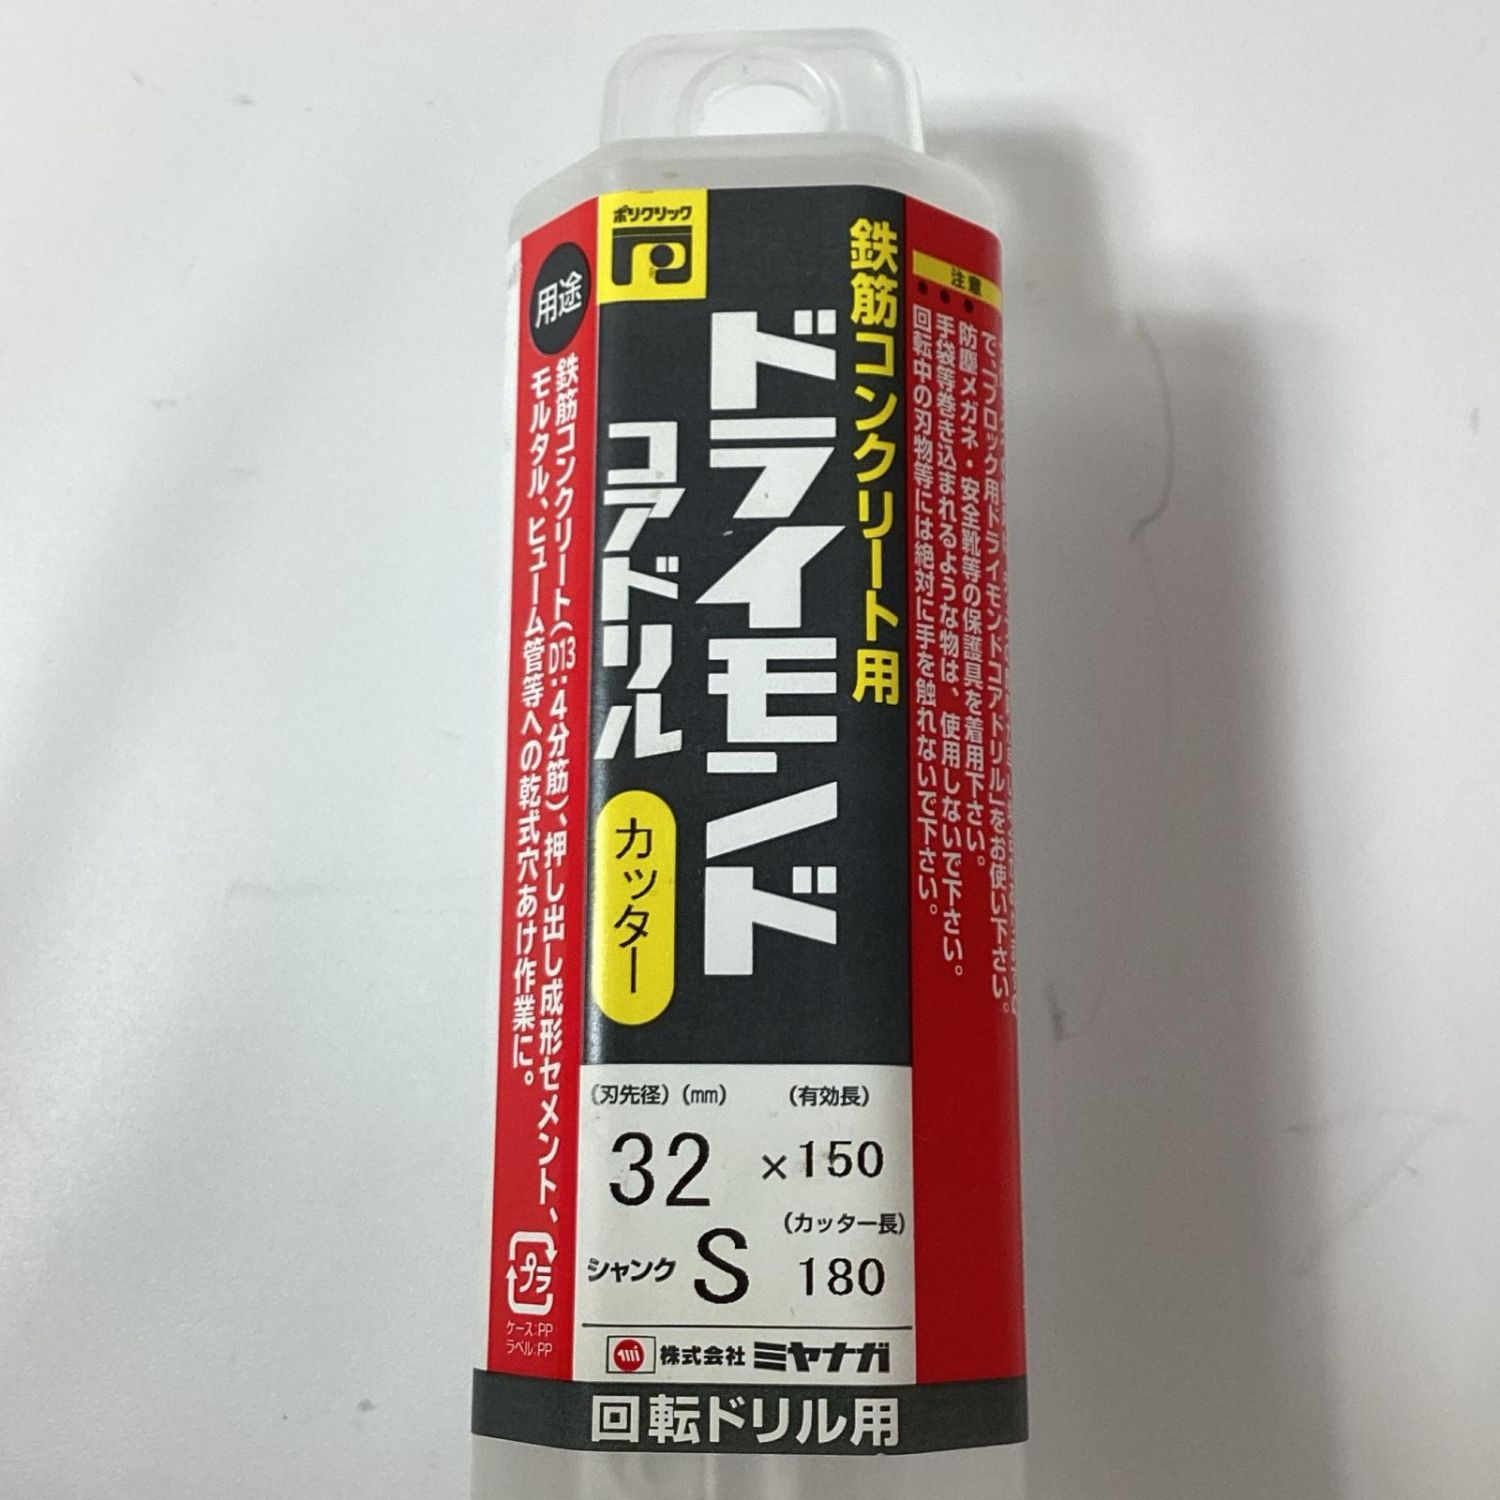 ポリクリック
鉄筋コンクリート用
ドライモンド
コアドリル
カッター
用途
鉄筋コンクリート(D13:4分筋)、押し出し成形セメント、
モルタル、ヒューム管等への乾式穴あけ作業に。
注意
で、「ブロック用ドライモンドコアドリル」をお使い下さい。
防塵メガネ・安全靴等の保護具を着用下さい。
手袋等巻き込まれるような物は、使用しないで下さい。
回転中の刃物等には絶対に手を触れないで下さい。
(刃先径)(mm) (有効長)
32 ×150
(カッター長)
シャンク S 180
プラ
ケース:PP
ラベル:PP
株式会社 ミヤナガ
回転ドリル用